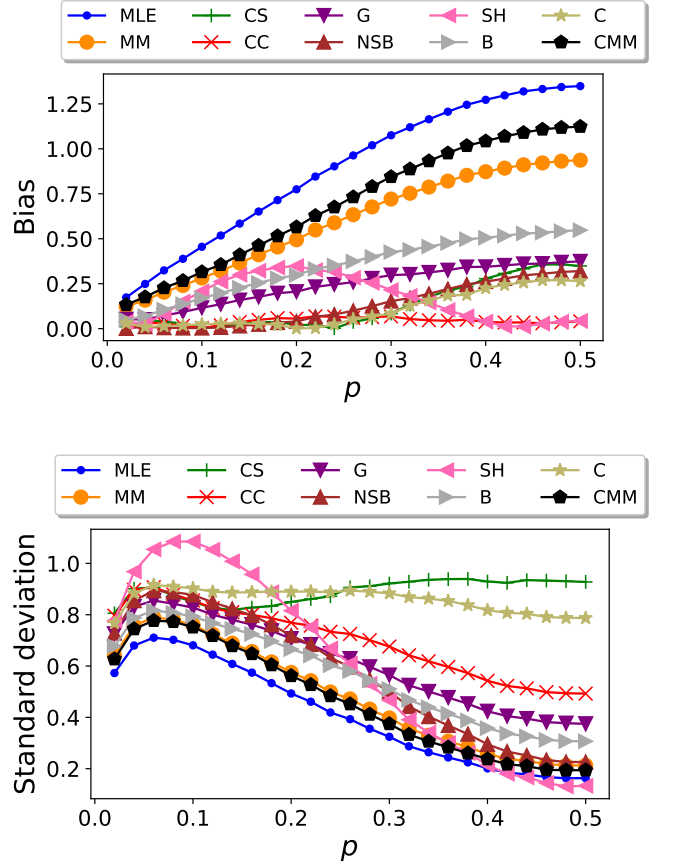 MLE CS G SH C
MM CC NSB B CMM
1.25
1.00
0.75
0.50
0.25
0.00
Bias
0.0 0.1 0.2 0.3 0.4 0.5
p
MLE CS G SH C
MM CC NSB B CMM
1.0
0.8
0.6
0.4
0.2
Standard deviation
0.0 0.1 0.2 0.3 0.4 0.5
p